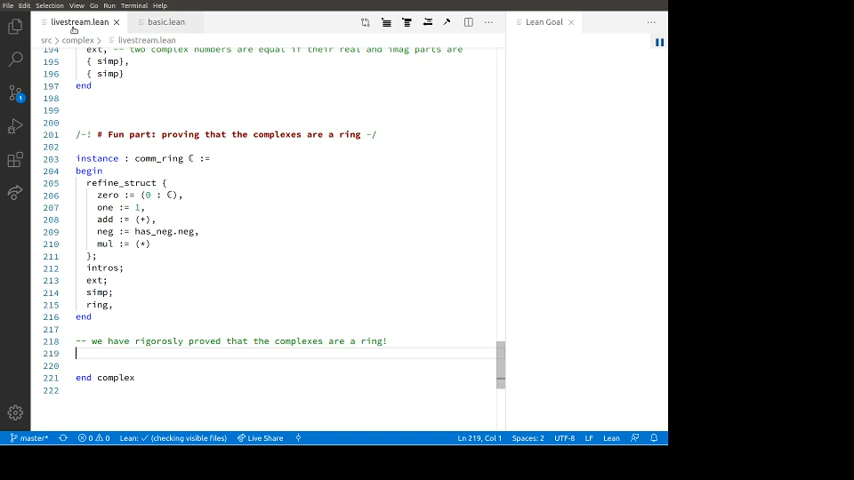 File Edit Selection View Go Run Terminal Help
livestream.lean
basic.lean
Lean Goal
src > complex > livestream.lean
194 ext, -- two complex numbers are equal if their real and imag parts are
195 { simp},
196 { simp}
197 end
198
199
200
201 /-! # Fun part: proving that the complexes are a ring -/
202
203 instance : comm_ring ℂ :=
204 begin
205 refine_struct {
206 zero := (0 : ℂ),
207 one := 1,
208 add := (+),
209 neg := has_neg.neg,
210 mul := (*)
211 };
212 intros;
213 ext;
214 simp;
215 ring,
216 end
217
218 -- we have rigorosly proved that the complexes are a ring!
219
220
221 end complex
222
master* 0 0 Lean: ✓ (checking visible files) Live Share Ln 219, Col 1 Spaces: 2 UTF-8 LF Lean